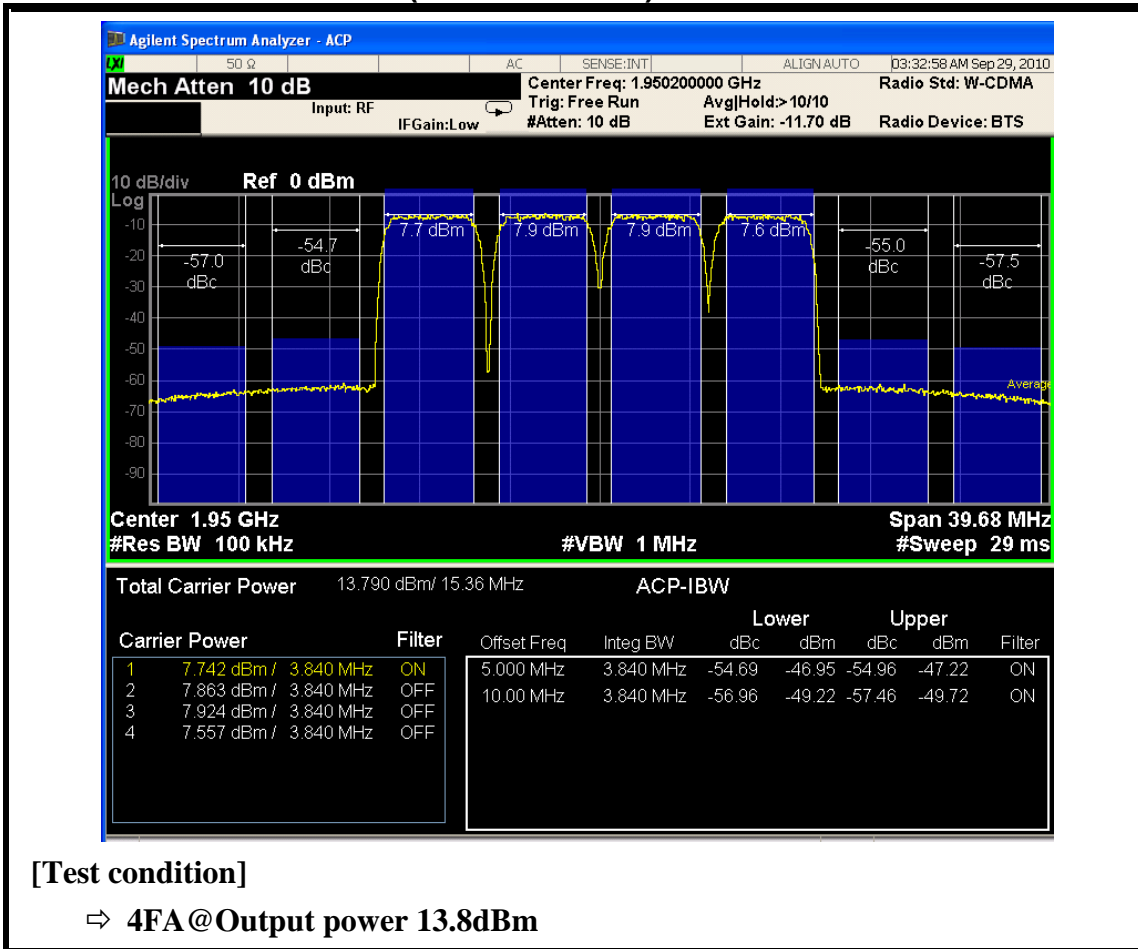 Agilent Spectrum Analyzer - ACP
LXI 50 Ω AC SENSE:INT ALIGN AUTO 03:32:58 AM Sep 29, 2010
Mech Atten 10 dB Center Freq: 1.950200000 GHz Radio Std: W-CDMA
Input: RF Trig: Free Run Avg|Hold:> 10/10
IFGain:Low #Atten: 10 dB Ext Gain: -11.70 dB Radio Device: BTS
10 dB/div Ref 0 dBm
Log
-10
-20
-30
-40
-50
-60
-70
-80
-90
-57.0 dBc
-54.7 dBc
7.7 dBm
7.9 dBm
7.9 dBm
7.6 dBm
-55.0 dBc
-57.5 dBc
Average
Center 1.95 GHz Span 39.68 MHz
#Res BW 100 kHz #VBW 1 MHz #Sweep 29 ms
Total Carrier Power 13.790 dBm/ 15.36 MHz ACP-IBW
Lower Upper
Carrier Power Filter Offset Freq Integ BW dBc dBm dBc dBm Filter
1 7.742 dBm / 3.840 MHz ON 5.000 MHz 3.840 MHz -54.69 -46.95 -54.96 -47.22 ON
2 7.863 dBm / 3.840 MHz OFF 10.00 MHz 3.840 MHz -56.96 -49.22 -57.46 -49.72 ON
3 7.924 dBm / 3.840 MHz OFF
4 7.557 dBm / 3.840 MHz OFF
[Test condition]
⇨ 4FA@Output power 13.8dBm